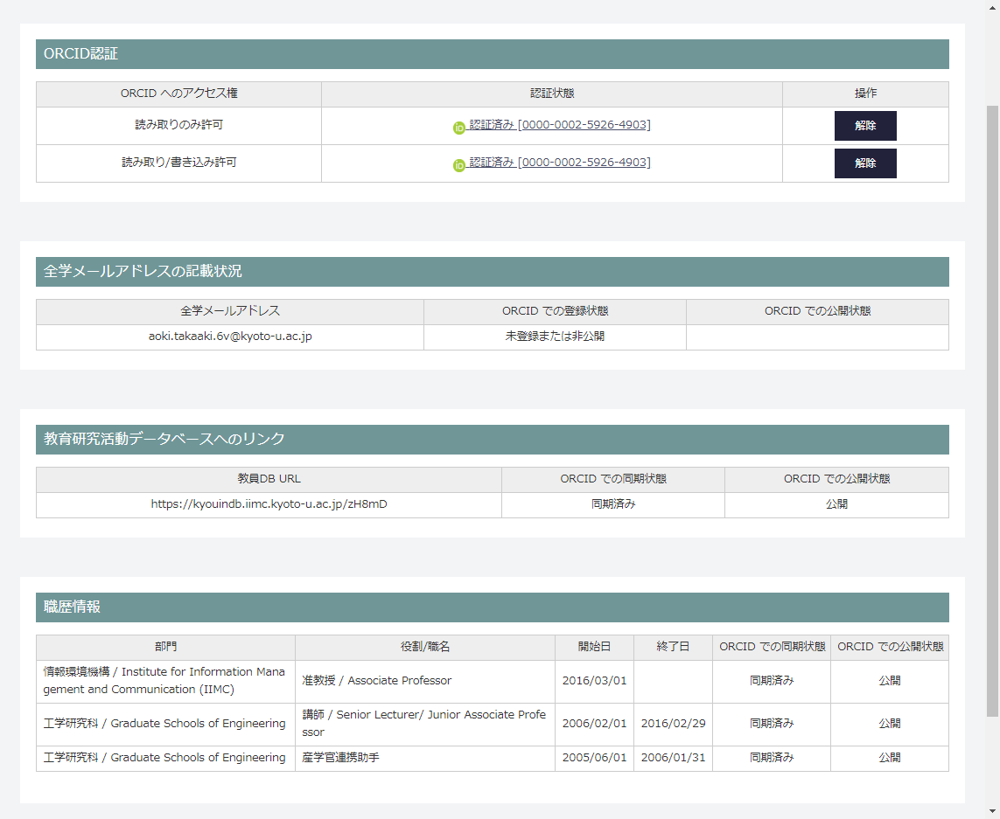 ORCID認証
ORCID へのアクセス権 認証状態 操作
読み取りのみ許可 iD 認証済み [0000-0002-5926-4903] 解除
読み取り/書き込み許可 iD 認証済み [0000-0002-5926-4903] 解除
全学メールアドレスの記載状況
全学メールアドレス ORCID での登録状態 ORCID での公開状態
aoki.takaaki.6v@kyoto-u.ac.jp 未登録または非公開
教育研究活動データベースへのリンク
教員DB URL ORCID での同期状態 ORCID での公開状態
https://kyouindb.iimc.kyoto-u.ac.jp/zH8mD 同期済み 公開
職歴情報
部門 役割/職名 開始日 終了日 ORCID での同期状態 ORCID での公開状態
情報環境機構 / Institute for Information Mana
gement and Communication (IIMC)
准教授 / Associate Professor 2016/03/01 同期済み 公開
工学研究科 / Graduate Schools of Engineering
講師 / Senior Lecturer/ Junior Associate Profe
ssor
2006/02/01 2016/02/29 同期済み 公開
工学研究科 / Graduate Schools of Engineering 産学官連携助手 2005/06/01 2006/01/31 同期済み 公開